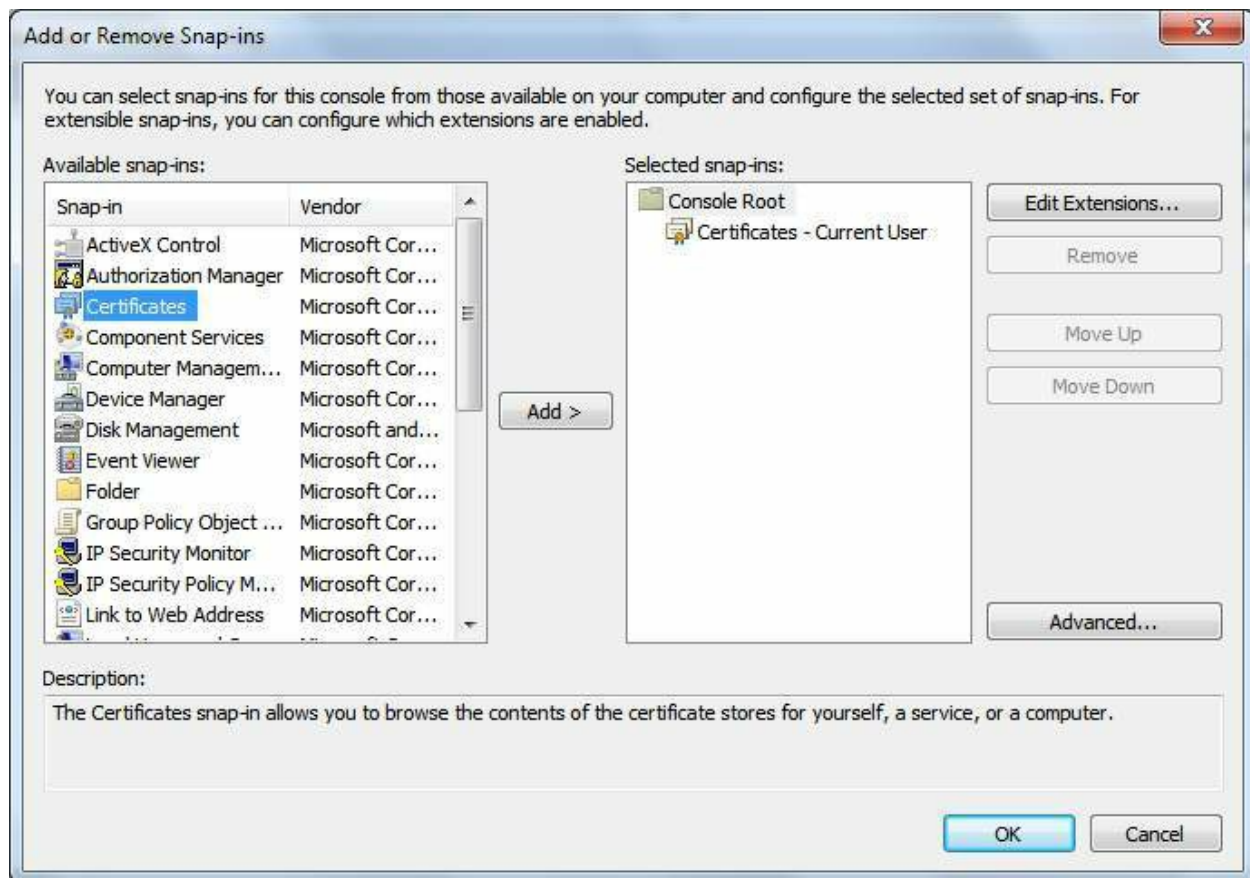 Add or Remove Snap-ins
You can select snap-ins for this console from those available on your computer and configure the selected set of snap-ins. For
extensible snap-ins, you can configure which extensions are enabled.
Available snap-ins:
Snap-in Vendor
ActiveX Control Microsoft Cor...
Authorization Manager Microsoft Cor...
Certificates Microsoft Cor...
Component Services Microsoft Cor...
Computer Managem... Microsoft Cor...
Device Manager Microsoft Cor...
Disk Management Microsoft and...
Event Viewer Microsoft Cor...
Folder Microsoft Cor...
Group Policy Object ... Microsoft Cor...
IP Security Monitor Microsoft Cor...
IP Security Policy M... Microsoft Cor...
Link to Web Address Microsoft Cor...
Add >
Selected snap-ins:
Console Root
Certificates - Current User
Edit Extensions...
Remove
Move Up
Move Down
Advanced...
Description:
The Certificates snap-in allows you to browse the contents of the certificate stores for yourself, a service, or a computer.
OK
Cancel